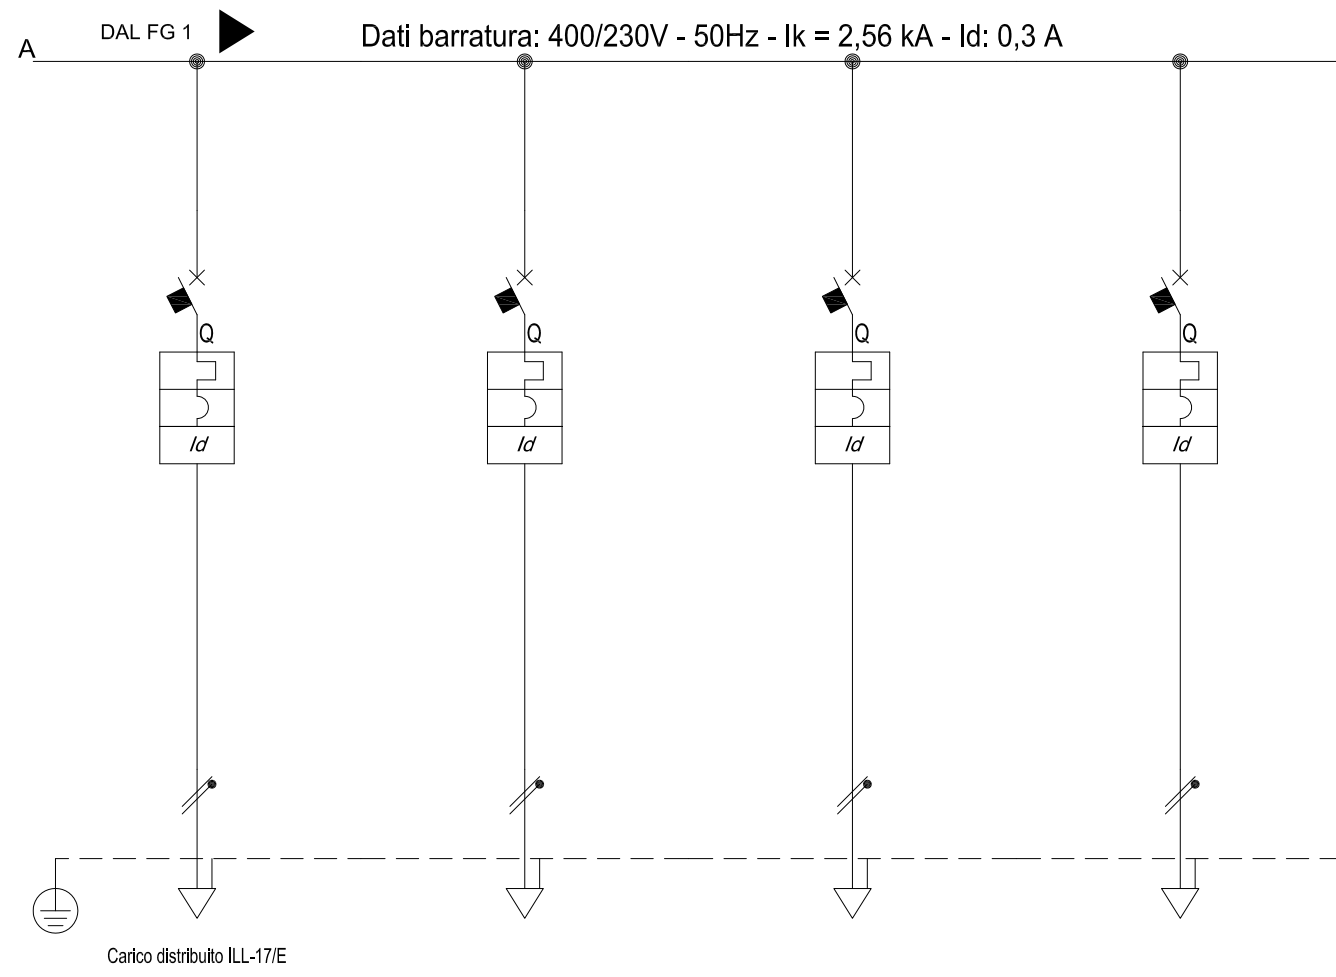 DAL FG 1
Dati barratura: 400/230V - 50Hz - Ik = 2,56 kA - Id: 0,3 A
A
Q Q Q Q
Id Id Id Id
Carico distribuito ILL-17/E